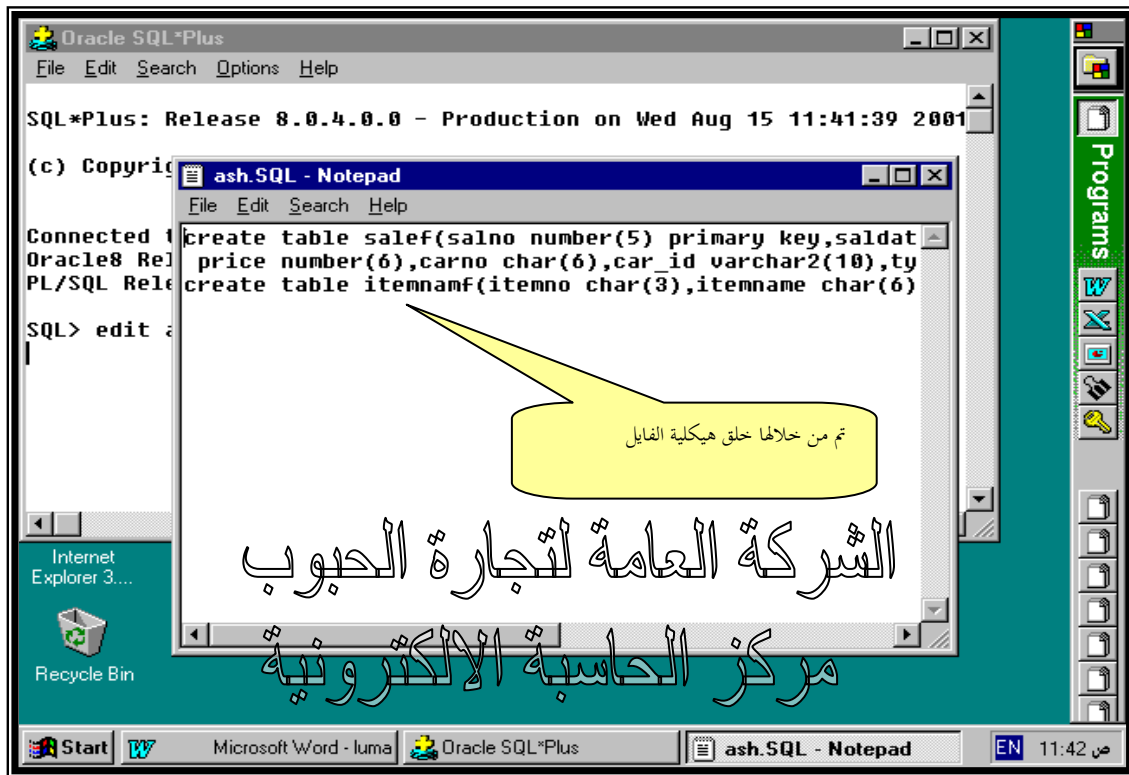 Oracle SQL*Plus
File Edit Search Options Help
SQL*Plus: Release 8.0.4.0.0 - Production on Wed Aug 15 11:41:39 2001
(c)
Connected
Oracle8
PL/SQL
SQL> edit
ash.SQL - Notepad
File Edit Search Help
create table salef(salno number(5) primary key,saldat
price number(6),carno char(6),car_id varchar2(10),ty
create table itemnamf(itemno char(3),itemname char(6)
تم من خلالها خلق هيكلية الفايل
الشركة العامة لتجارة الحبوب
مركز الحاسبة الالكترونية
Internet
Explorer 3....
Recycle Bin
Programs
Start
Microsoft Word - luma
Oracle SQL*Plus
ash.SQL - Notepad
EN
11:42 ص